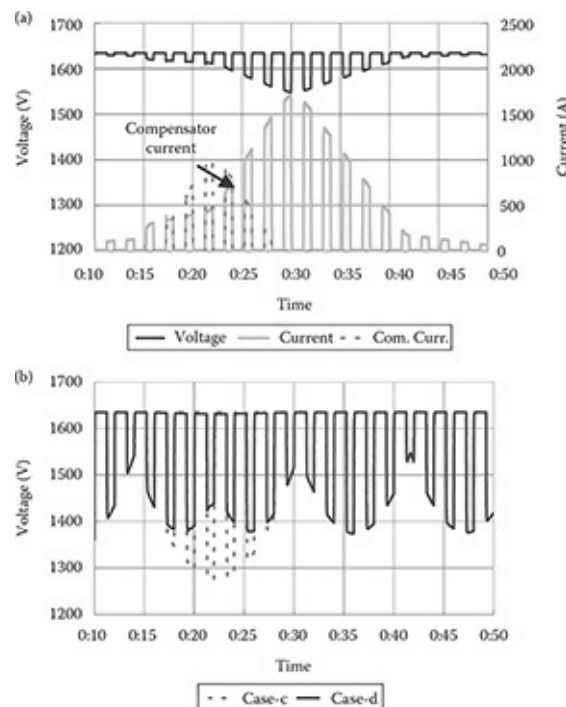 (a)
1700
1600
1500
1400
1300
1200
Voltage (V)
2500
2000
1500
1000
500
0
Current (A)
Compensator
current
0:10 0:15 0:20 0:25 0:30 0:35 0:40 0:45 0:50
Time
Voltage Current Com. Curr.
(b)
1700
1600
1500
1400
1300
1200
Voltage (V)
0:10 0:15 0:20 0:25 0:30 0:35 0:40 0:45 0:50
Time
Case-c Case-d